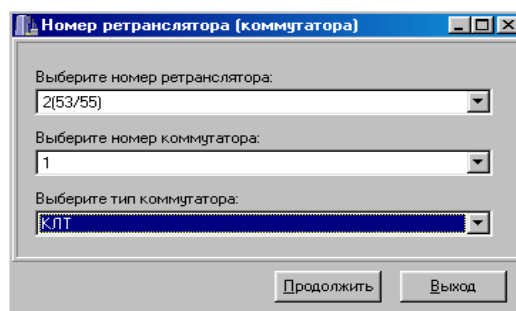 Номер ретранслятора (коммутатора)
Выберите номер ретранслятора:
2(53/55)
Выберите номер коммутатора:
1
Выберите тип коммутатора:
КЛТ
Продолжить Выход